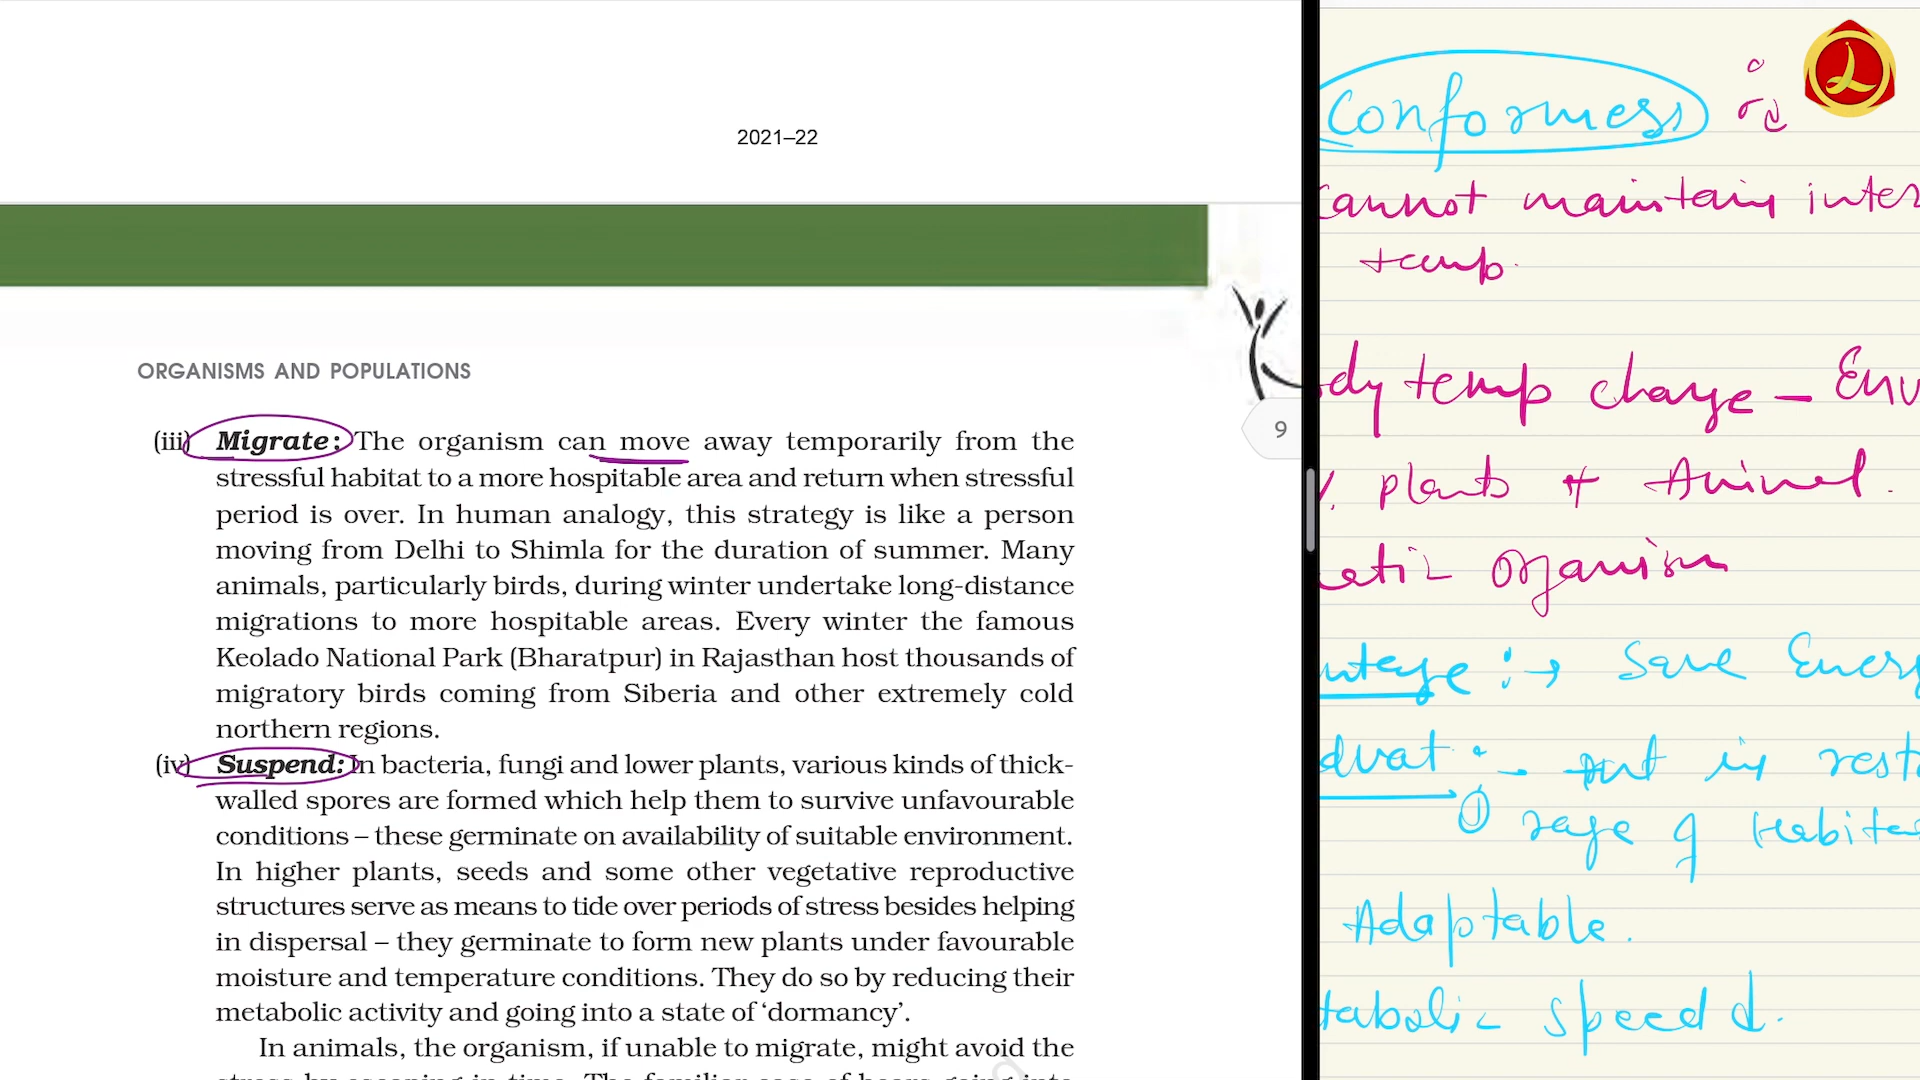 2021–22
ORGANISMS AND POPULATIONS
9
(iii) Migrate: The organism can move away temporarily from the
stressful habitat to a more hospitable area and return when stressful
period is over. In human analogy, this strategy is like a person
moving from Delhi to Shimla for the duration of summer. Many
animals, particularly birds, during winter undertake long-distance
migrations to more hospitable areas. Every winter the famous
Keolado National Park (Bharatpur) in Rajasthan host thousands of
migratory birds coming from Siberia and other extremely cold
northern regions.
(iv) Suspend: In bacteria, fungi and lower plants, various kinds of thick-
walled spores are formed which help them to survive unfavourable
conditions – these germinate on availability of suitable environment.
In higher plants, seeds and some other vegetative reproductive
structures serve as means to tide over periods of stress besides helping
in dispersal – they germinate to form new plants under favourable
moisture and temperature conditions. They do so by reducing their
metabolic activity and going into a state of ‘dormancy’.
In animals, the organism, if unable to migrate, might avoid the
Conformers
cannot maintain inter
temp.
dy temp change – Env
% plants + Animal.
etic organism
ntage :→ Save Energ
dvat :- put in rest
① range of Habita
Adaptable.
tabolic speed d.